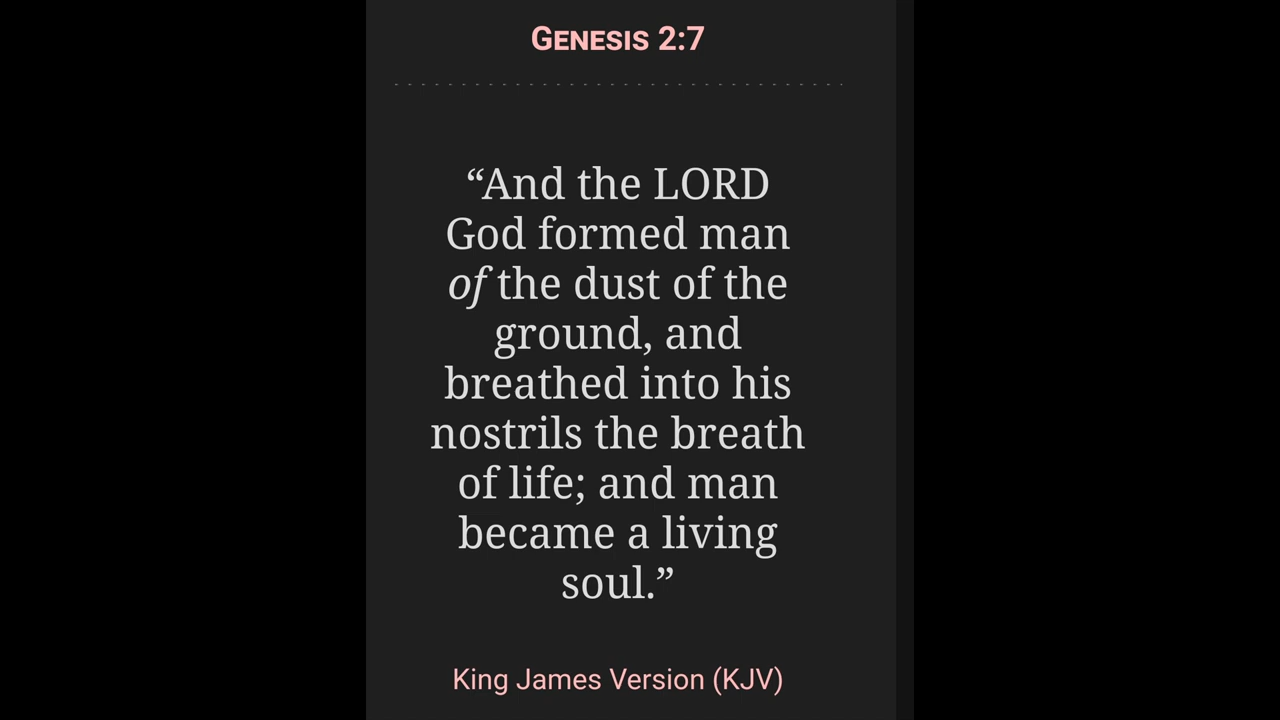 GENESIS 2:7
“And the LORD
God formed man
of the dust of the
ground, and
breathed into his
nostrils the breath
of life; and man
became a living
soul.”
King James Version (KJV)